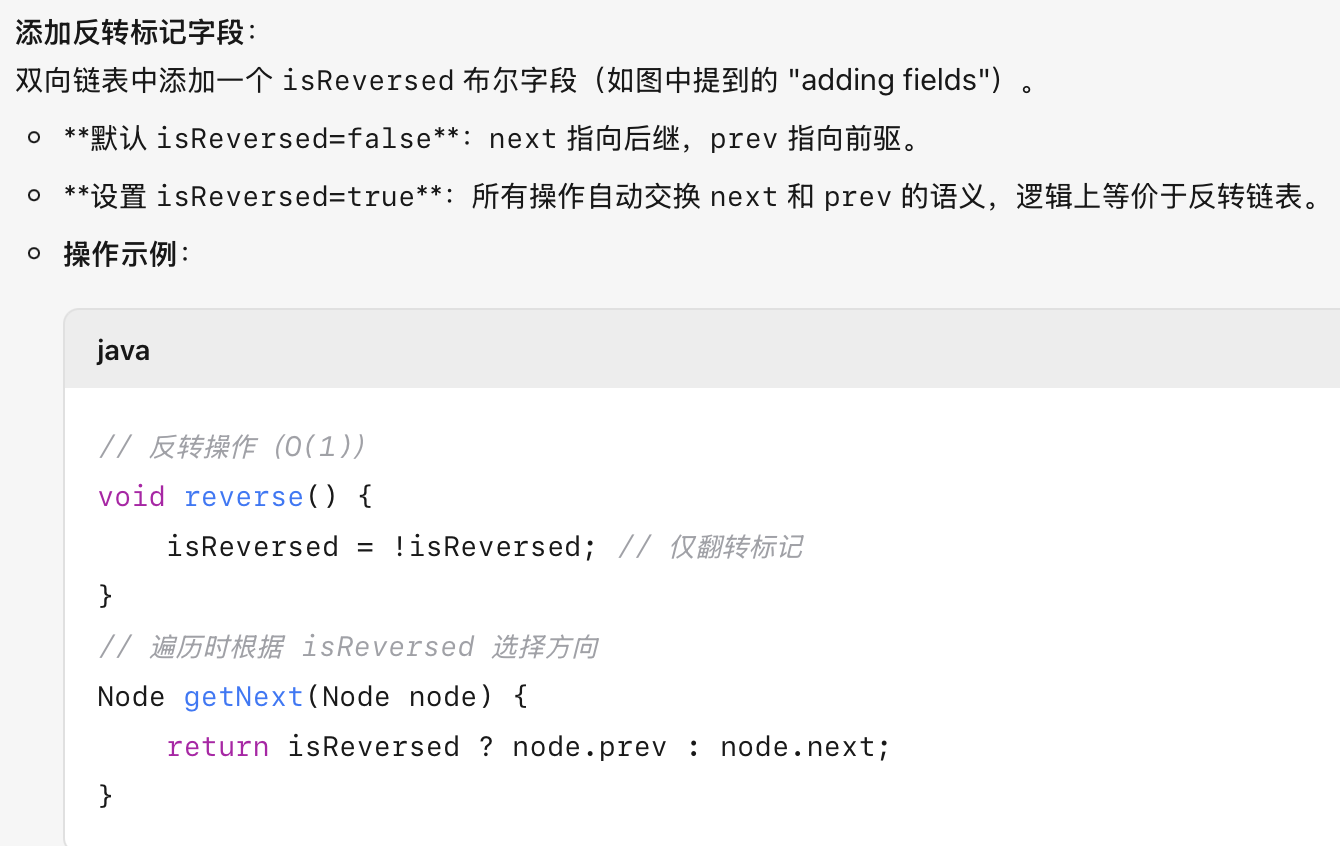 添加反转标记字段：
双向链表中添加一个 isReversed 布尔字段（如图中提到的 "adding fields"）。
**默认 isReversed=false**：next 指向后继，prev 指向前驱。
**设置 isReversed=true**：所有操作自动交换 next 和 prev 的语义，逻辑上等价于反转链表。
操作示例：
java
// 反转操作（O(1)）
void reverse() {
    isReversed = !isReversed; // 仅翻转标记
}
// 遍历时根据 isReversed 选择方向
Node getNext(Node node) {
    return isReversed ? node.prev : node.next;
}